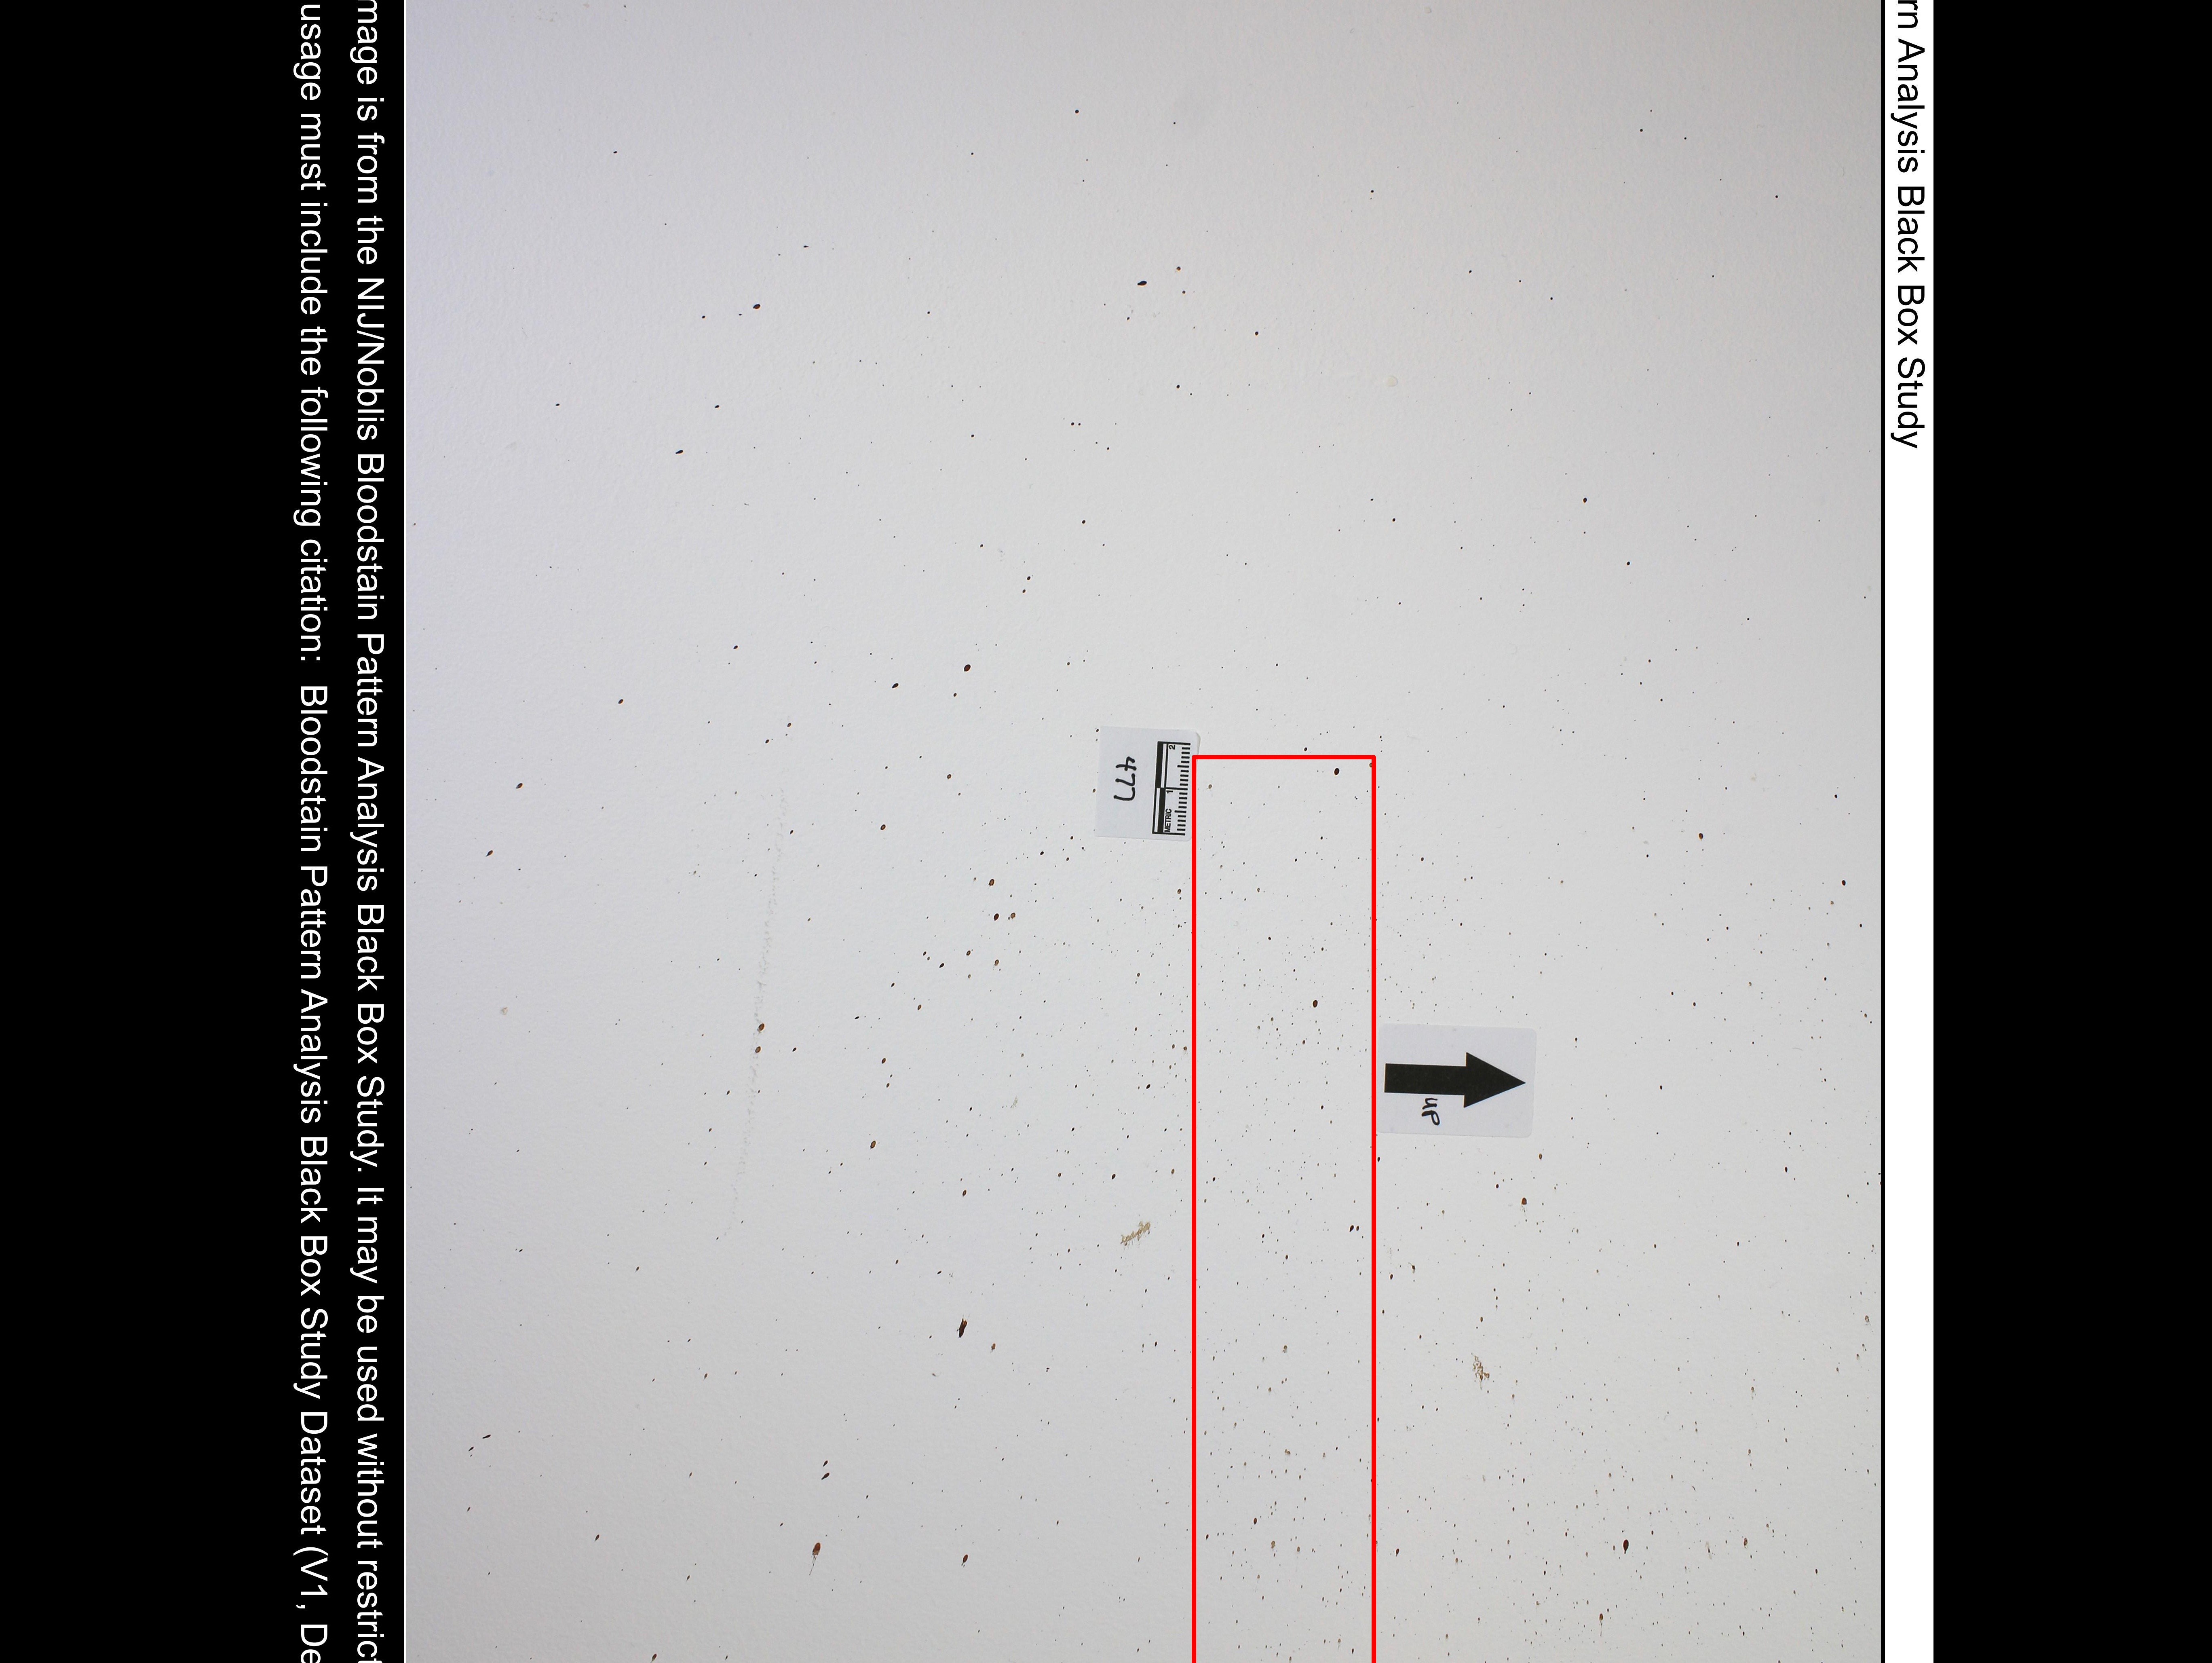 rn Analysis Black Box Study
up
2 1
METRIC
477
mage is from the NIJ/Noblis Bloodstain Pattern Analysis Black Box Study. It may be used without restrict
usage must include the following citation: Bloodstain Pattern Analysis Black Box Study Dataset (V1, De